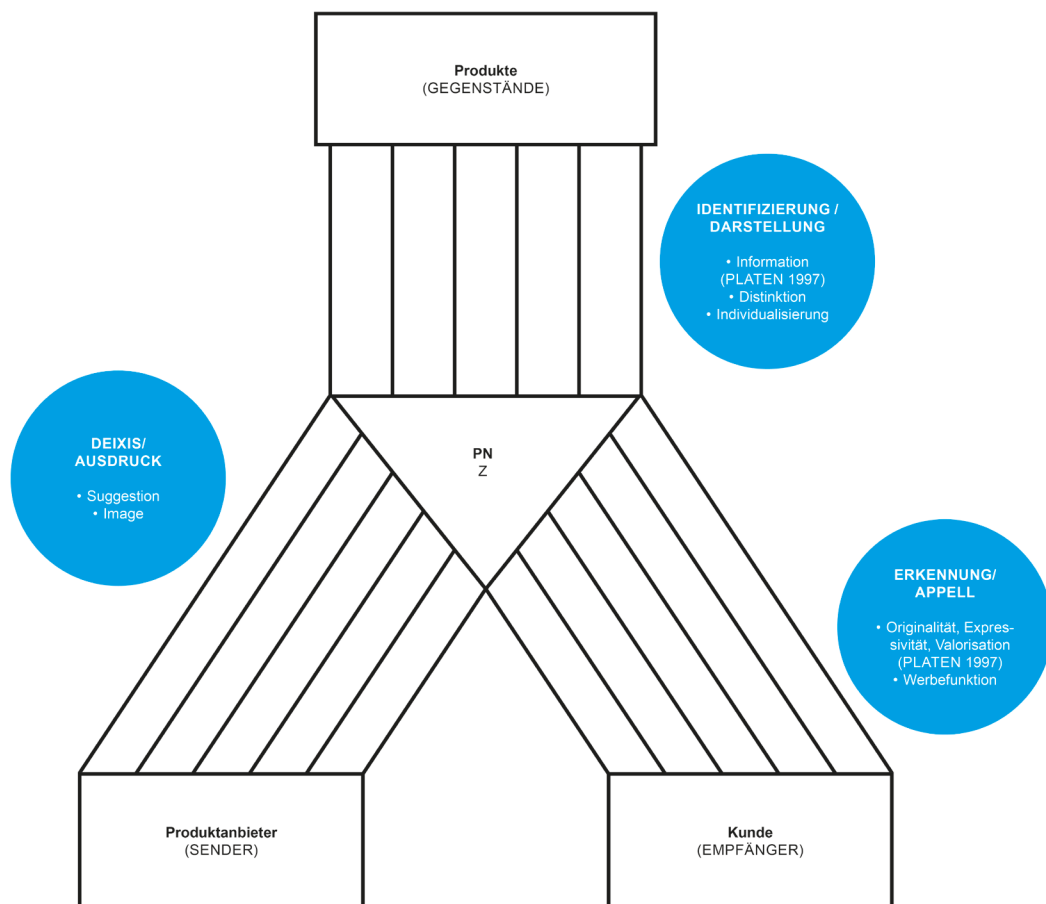 Produkte
(GEGENSTÄNDE)
IDENTIFIZIERUNG /
DARSTELLUNG
• Information
(PLATEN 1997)
• Distinktion
• Individualisierung
DEIXIS/
AUSDRUCK
• Suggestion
• Image
PN
Z
ERKENNUNG/
APPELL
• Originalität, Expres-
sivität, Valorisation
(PLATEN 1997)
• Werbefunktion
Produktanbieter
(SENDER)
Kunde
(EMPFÄNGER)